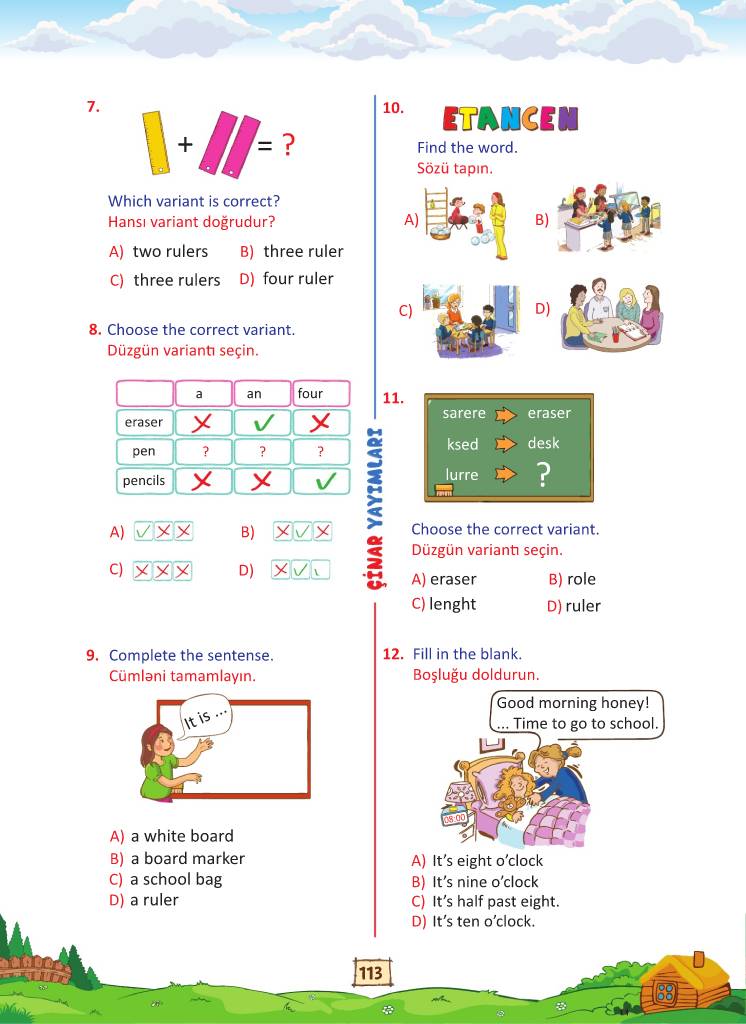 7.
+ = ?
Which variant is correct?
Hansı variant doğrudur?
A) two rulers B) three ruler
C) three rulers D) four ruler
8. Choose the correct variant.
Düzgün variantı seçin.
a an four
eraser
pen ? ? ?
pencils
A) B)
C) D)
9. Complete the sentence.
Cümləni tamamlayın.
It is ...
A) a white board
B) a board marker
C) a school bag
D) a ruler
ÇİNAR YAYIMLARI
10.
ETANCEN
Find the word.
Sözü tapın.
A) B)
C) D)
11.
sarere eraser
ksed desk
lurre ?
Choose the correct variant.
Düzgün variantı seçin.
A) eraser B) role
C) lenght D) ruler
12. Fill in the blank.
Boşluğu doldurun.
Good morning honey!
... Time to go to school.
08:00
A) It's eight o'clock
B) It's nine o'clock
C) It's half past eight.
D) It's ten o'clock.
113